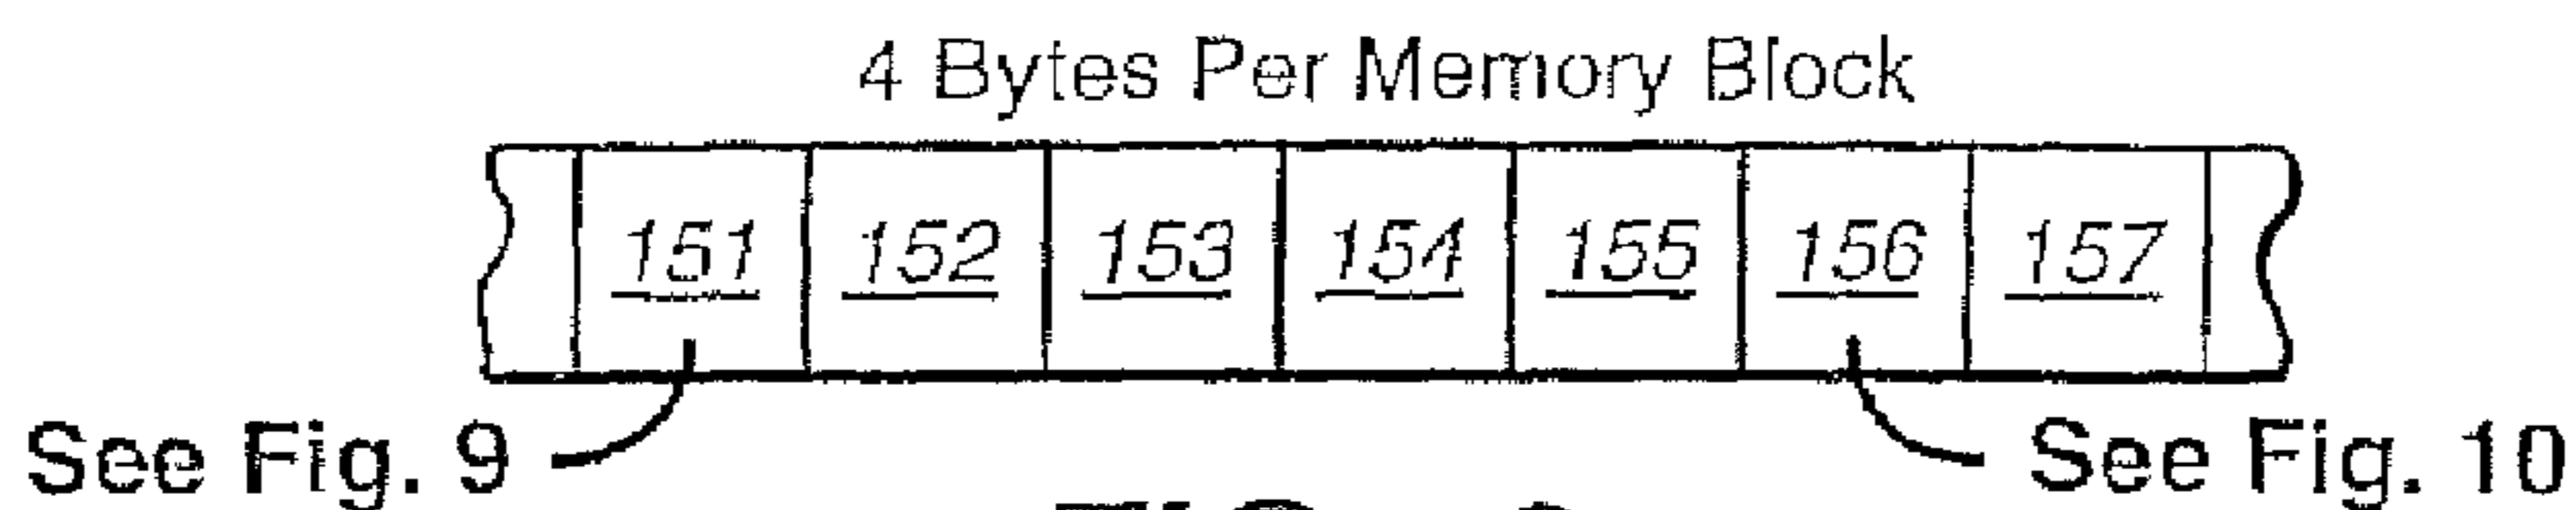 4 Bytes Per Memory Block
151 152 153 154 155 156 157
See Fig. 9 See Fig. 10